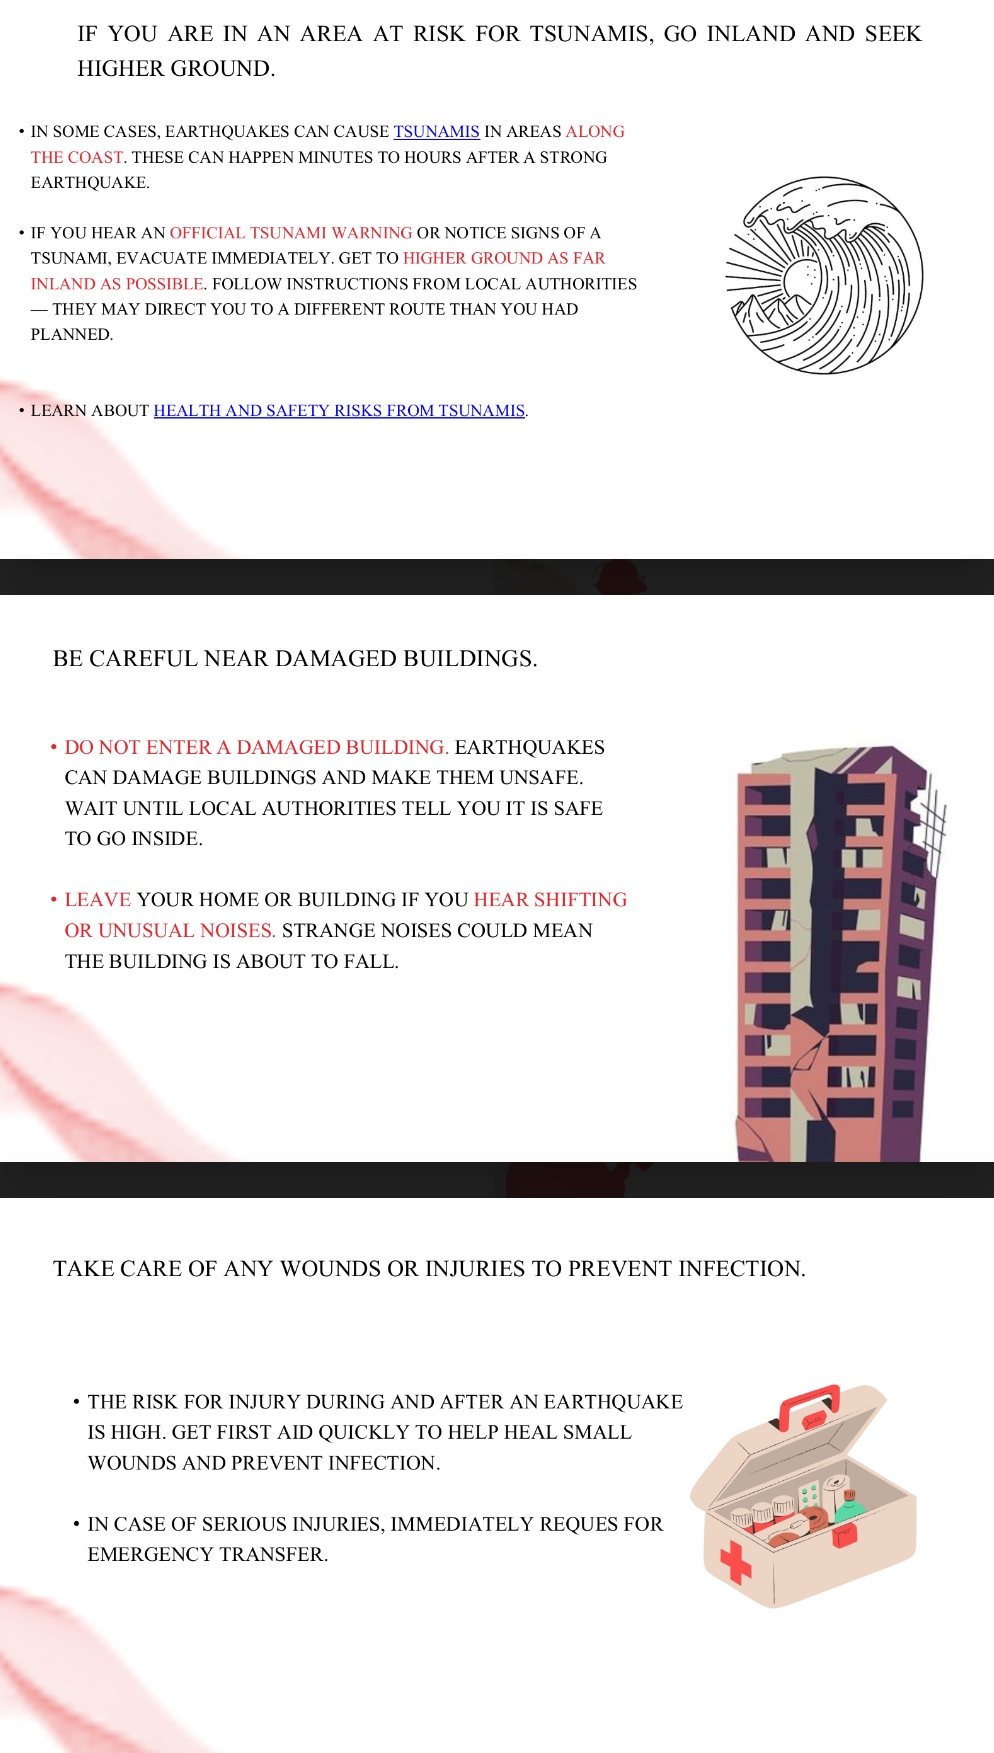 IF YOU ARE IN AN AREA AT RISK FOR TSUNAMIS, GO INLAND AND SEEK
HIGHER GROUND.
• IN SOME CASES, EARTHQUAKES CAN CAUSE TSUNAMIS IN AREAS ALONG
THE COAST. THESE CAN HAPPEN MINUTES TO HOURS AFTER A STRONG
EARTHQUAKE.
• IF YOU HEAR AN OFFICIAL TSUNAMI WARNING OR NOTICE SIGNS OF A
TSUNAMI, EVACUATE IMMEDIATELY. GET TO HIGHER GROUND AS FAR
INLAND AS POSSIBLE. FOLLOW INSTRUCTIONS FROM LOCAL AUTHORITIES
— THEY MAY DIRECT YOU TO A DIFFERENT ROUTE THAN YOU HAD
PLANNED.
• LEARN ABOUT HEALTH AND SAFETY RISKS FROM TSUNAMIS.
BE CAREFUL NEAR DAMAGED BUILDINGS.
• DO NOT ENTER A DAMAGED BUILDING. EARTHQUAKES
CAN DAMAGE BUILDINGS AND MAKE THEM UNSAFE.
WAIT UNTIL LOCAL AUTHORITIES TELL YOU IT IS SAFE
TO GO INSIDE.
• LEAVE YOUR HOME OR BUILDING IF YOU HEAR SHIFTING
OR UNUSUAL NOISES. STRANGE NOISES COULD MEAN
THE BUILDING IS ABOUT TO FALL.
TAKE CARE OF ANY WOUNDS OR INJURIES TO PREVENT INFECTION.
• THE RISK FOR INJURY DURING AND AFTER AN EARTHQUAKE
IS HIGH. GET FIRST AID QUICKLY TO HELP HEAL SMALL
WOUNDS AND PREVENT INFECTION.
• IN CASE OF SERIOUS INJURIES, IMMEDIATELY REQUES FOR
EMERGENCY TRANSFER.